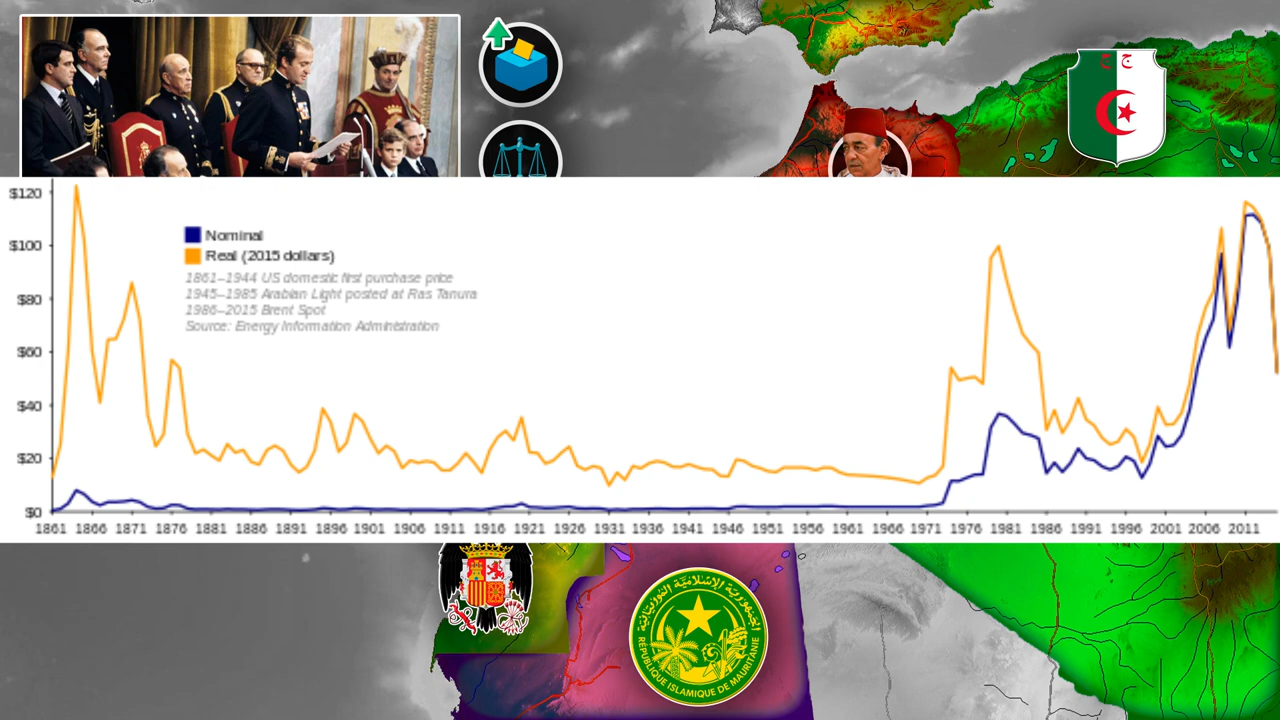 ج ج
$120
$100
$80
$60
$40
$20
$0
Nominal
Real (2015 dollars)
1861–1944 US domestic first purchase price
1945–1985 Arabian Light posted at Ras Tanura
1986–2015 Brent Spot
Source: Energy Information Administration
1861 1866 1871 1876 1881 1886 1891 1896 1901 1906 1911 1916 1921 1926 1931 1936 1941 1946 1951 1956 1961 1966 1971 1976 1981 1986 1991 1996 2001 2006 2011
الجمهورية الإسلامية الموريتانية
RÉPUBLIQUE ISLAMIQUE DE MAURITANIE